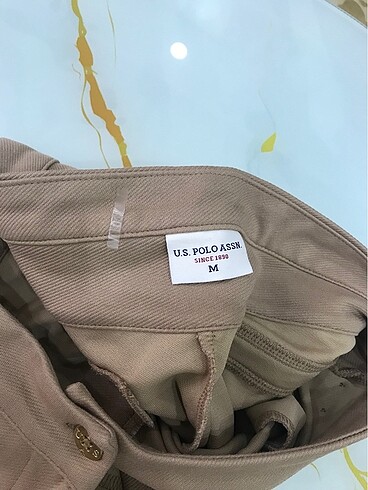 U.S. POLO ASSN.
SINCE 1890
M